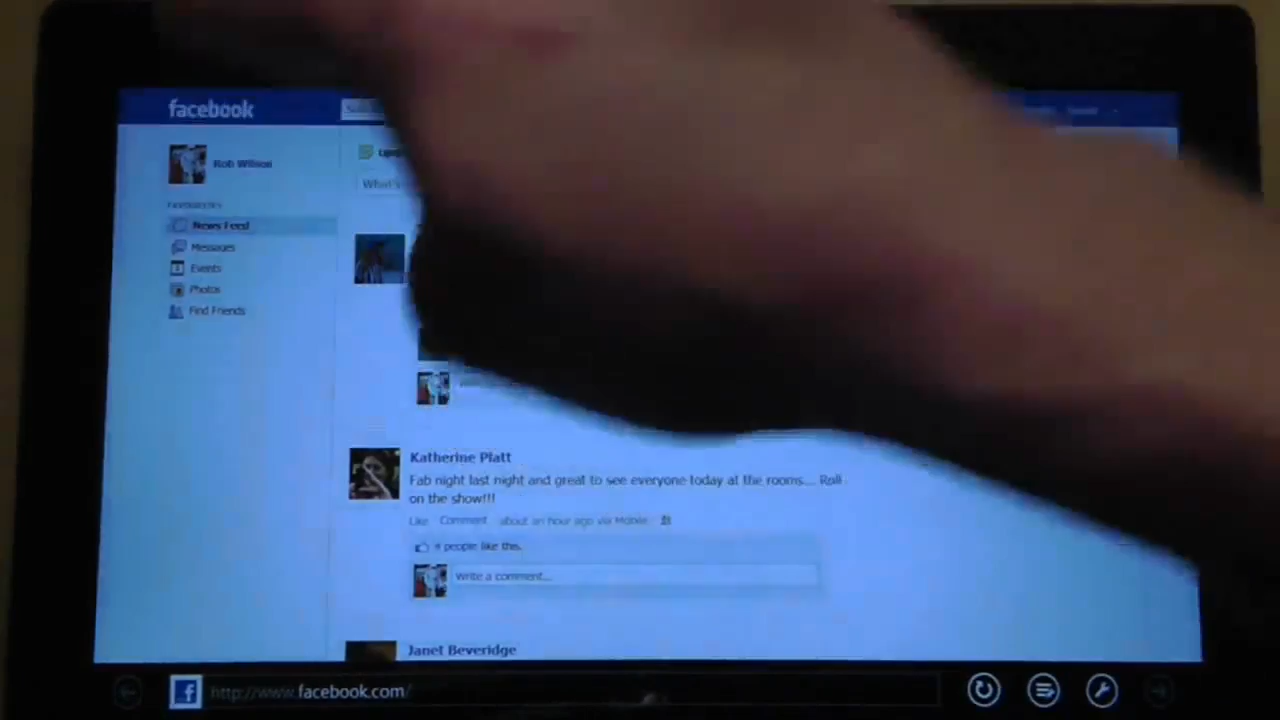 facebook
Rob Wilson
FAVOURITES
News Feed
Messages
Events
Photos
Find Friends
What's
Katherine Platt
Fab night last night and great to see everyone today at the rooms.... Roll
on the show!!!
Like Comment about an hour ago via Mobile
4 people like this.
Write a comment...
Janet Beveridge
http://www.facebook.com/